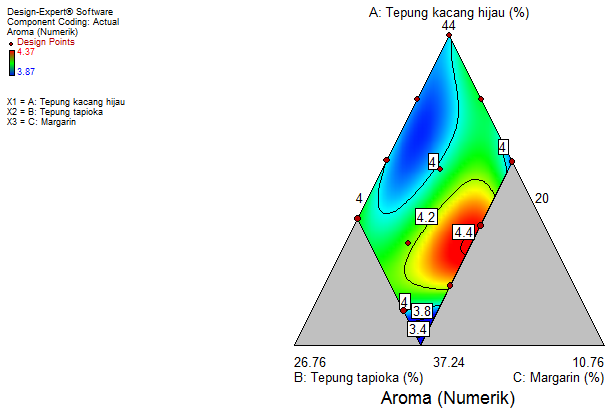 Design-Expert® Software
Component Coding: Actual
Aroma (Numerik)
Design Points
4.37
3.87
X1 = A: Tepung kacang hijau
X2 = B: Tepung tapioka
X3 = C: Margarin
A: Tepung kacang hijau (%)
44
4
4
4
20
4.2
4.4
4
3.8
3.4
26.76
37.24
10.76
B: Tepung tapioka (%)
C: Margarin (%)
Aroma (Numerik)